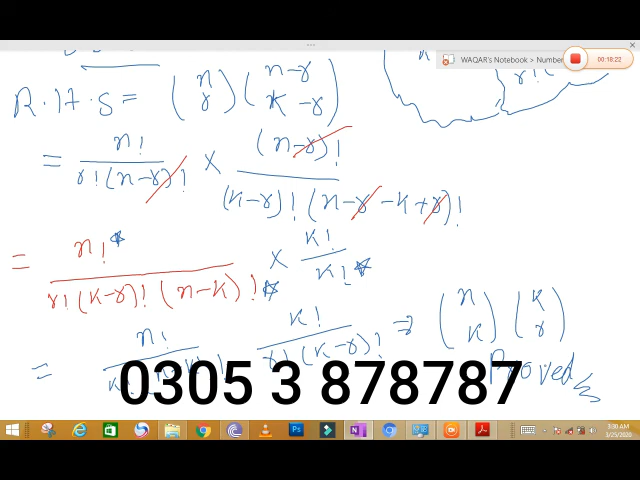 WAQAR's Notebook > Number
00:18:22
r!(
R.H.S = (n r) (n-r k-r)
= n! / r!(n-r)! × (n-r)! / (k-r)! (n-r-k+r)!
= n!* / r!(k-r)! (n-k)!* × k! / k!*
= n! k! / r!(k-r)! ⇒ (n k) (k r)
Proved
0305 3 878787
3:30 AM
3/25/2020